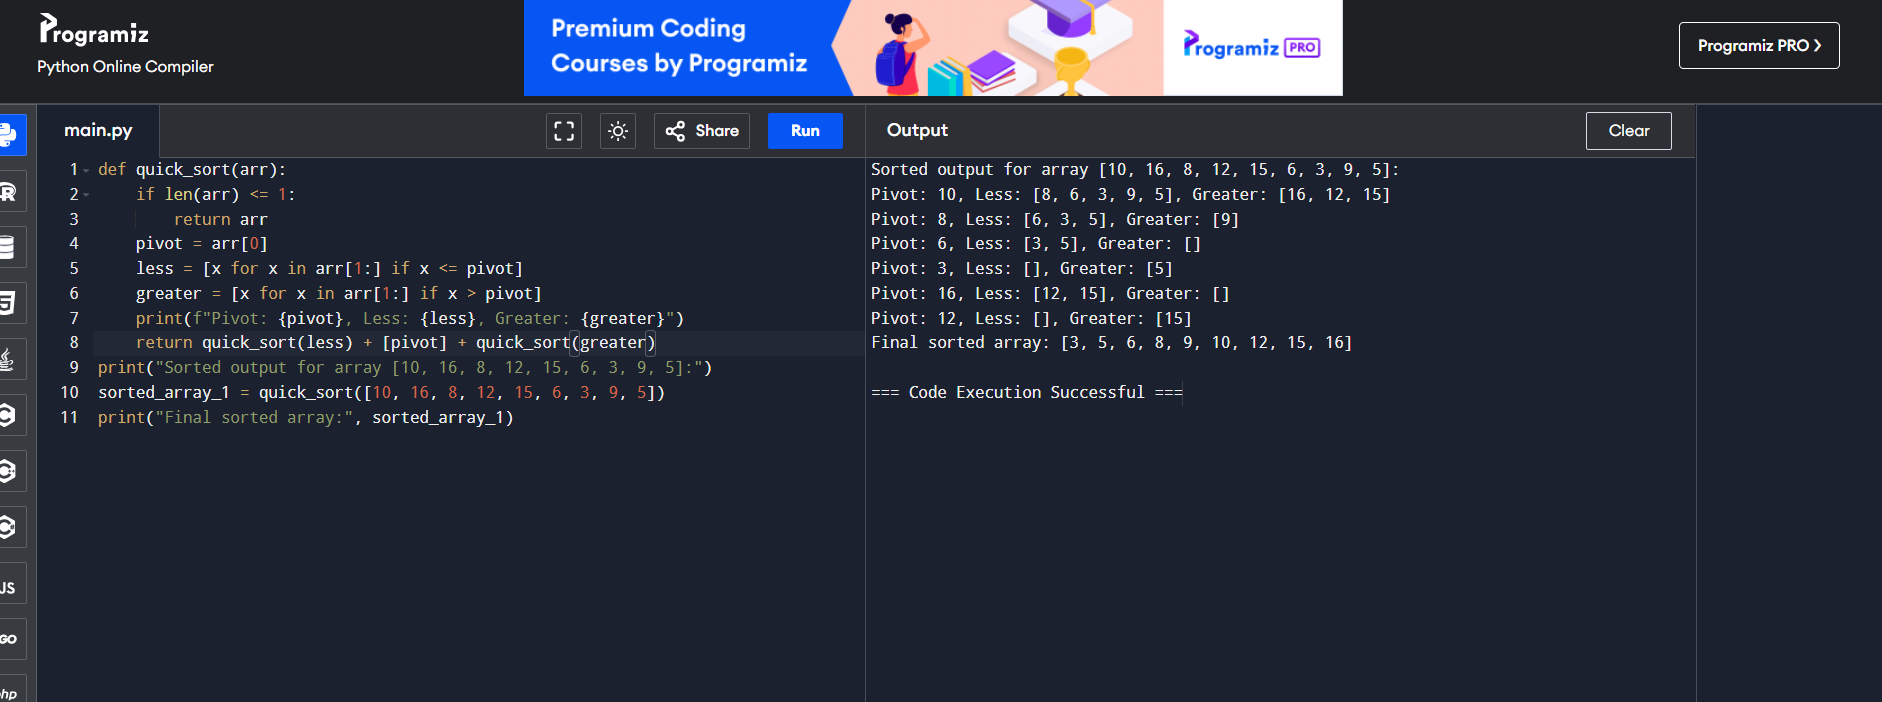 Programiz
Python Online Compiler
Premium Coding
Courses by Programiz
Programiz PRO
Programiz PRO
main.py
Share
Run
Output
Clear
1 def quick_sort(arr):
2     if len(arr) <= 1:
3         return arr
4     pivot = arr[0]
5     less = [x for x in arr[1:] if x <= pivot]
6     greater = [x for x in arr[1:] if x > pivot]
7     print(f"Pivot: {pivot}, Less: {less}, Greater: {greater}")
8     return quick_sort(less) + [pivot] + quick_sort(greater)
9 print("Sorted output for array [10, 16, 8, 12, 15, 6, 3, 9, 5]:")
10 sorted_array_1 = quick_sort([10, 16, 8, 12, 15, 6, 3, 9, 5])
11 print("Final sorted array:", sorted_array_1)
Sorted output for array [10, 16, 8, 12, 15, 6, 3, 9, 5]:
Pivot: 10, Less: [8, 6, 3, 9, 5], Greater: [16, 12, 15]
Pivot: 8, Less: [6, 3, 5], Greater: [9]
Pivot: 6, Less: [3, 5], Greater: []
Pivot: 3, Less: [], Greater: [5]
Pivot: 16, Less: [12, 15], Greater: []
Pivot: 12, Less: [], Greater: [15]
Final sorted array: [3, 5, 6, 8, 9, 10, 12, 15, 16]
=== Code Execution Successful ===
R
JS
GO